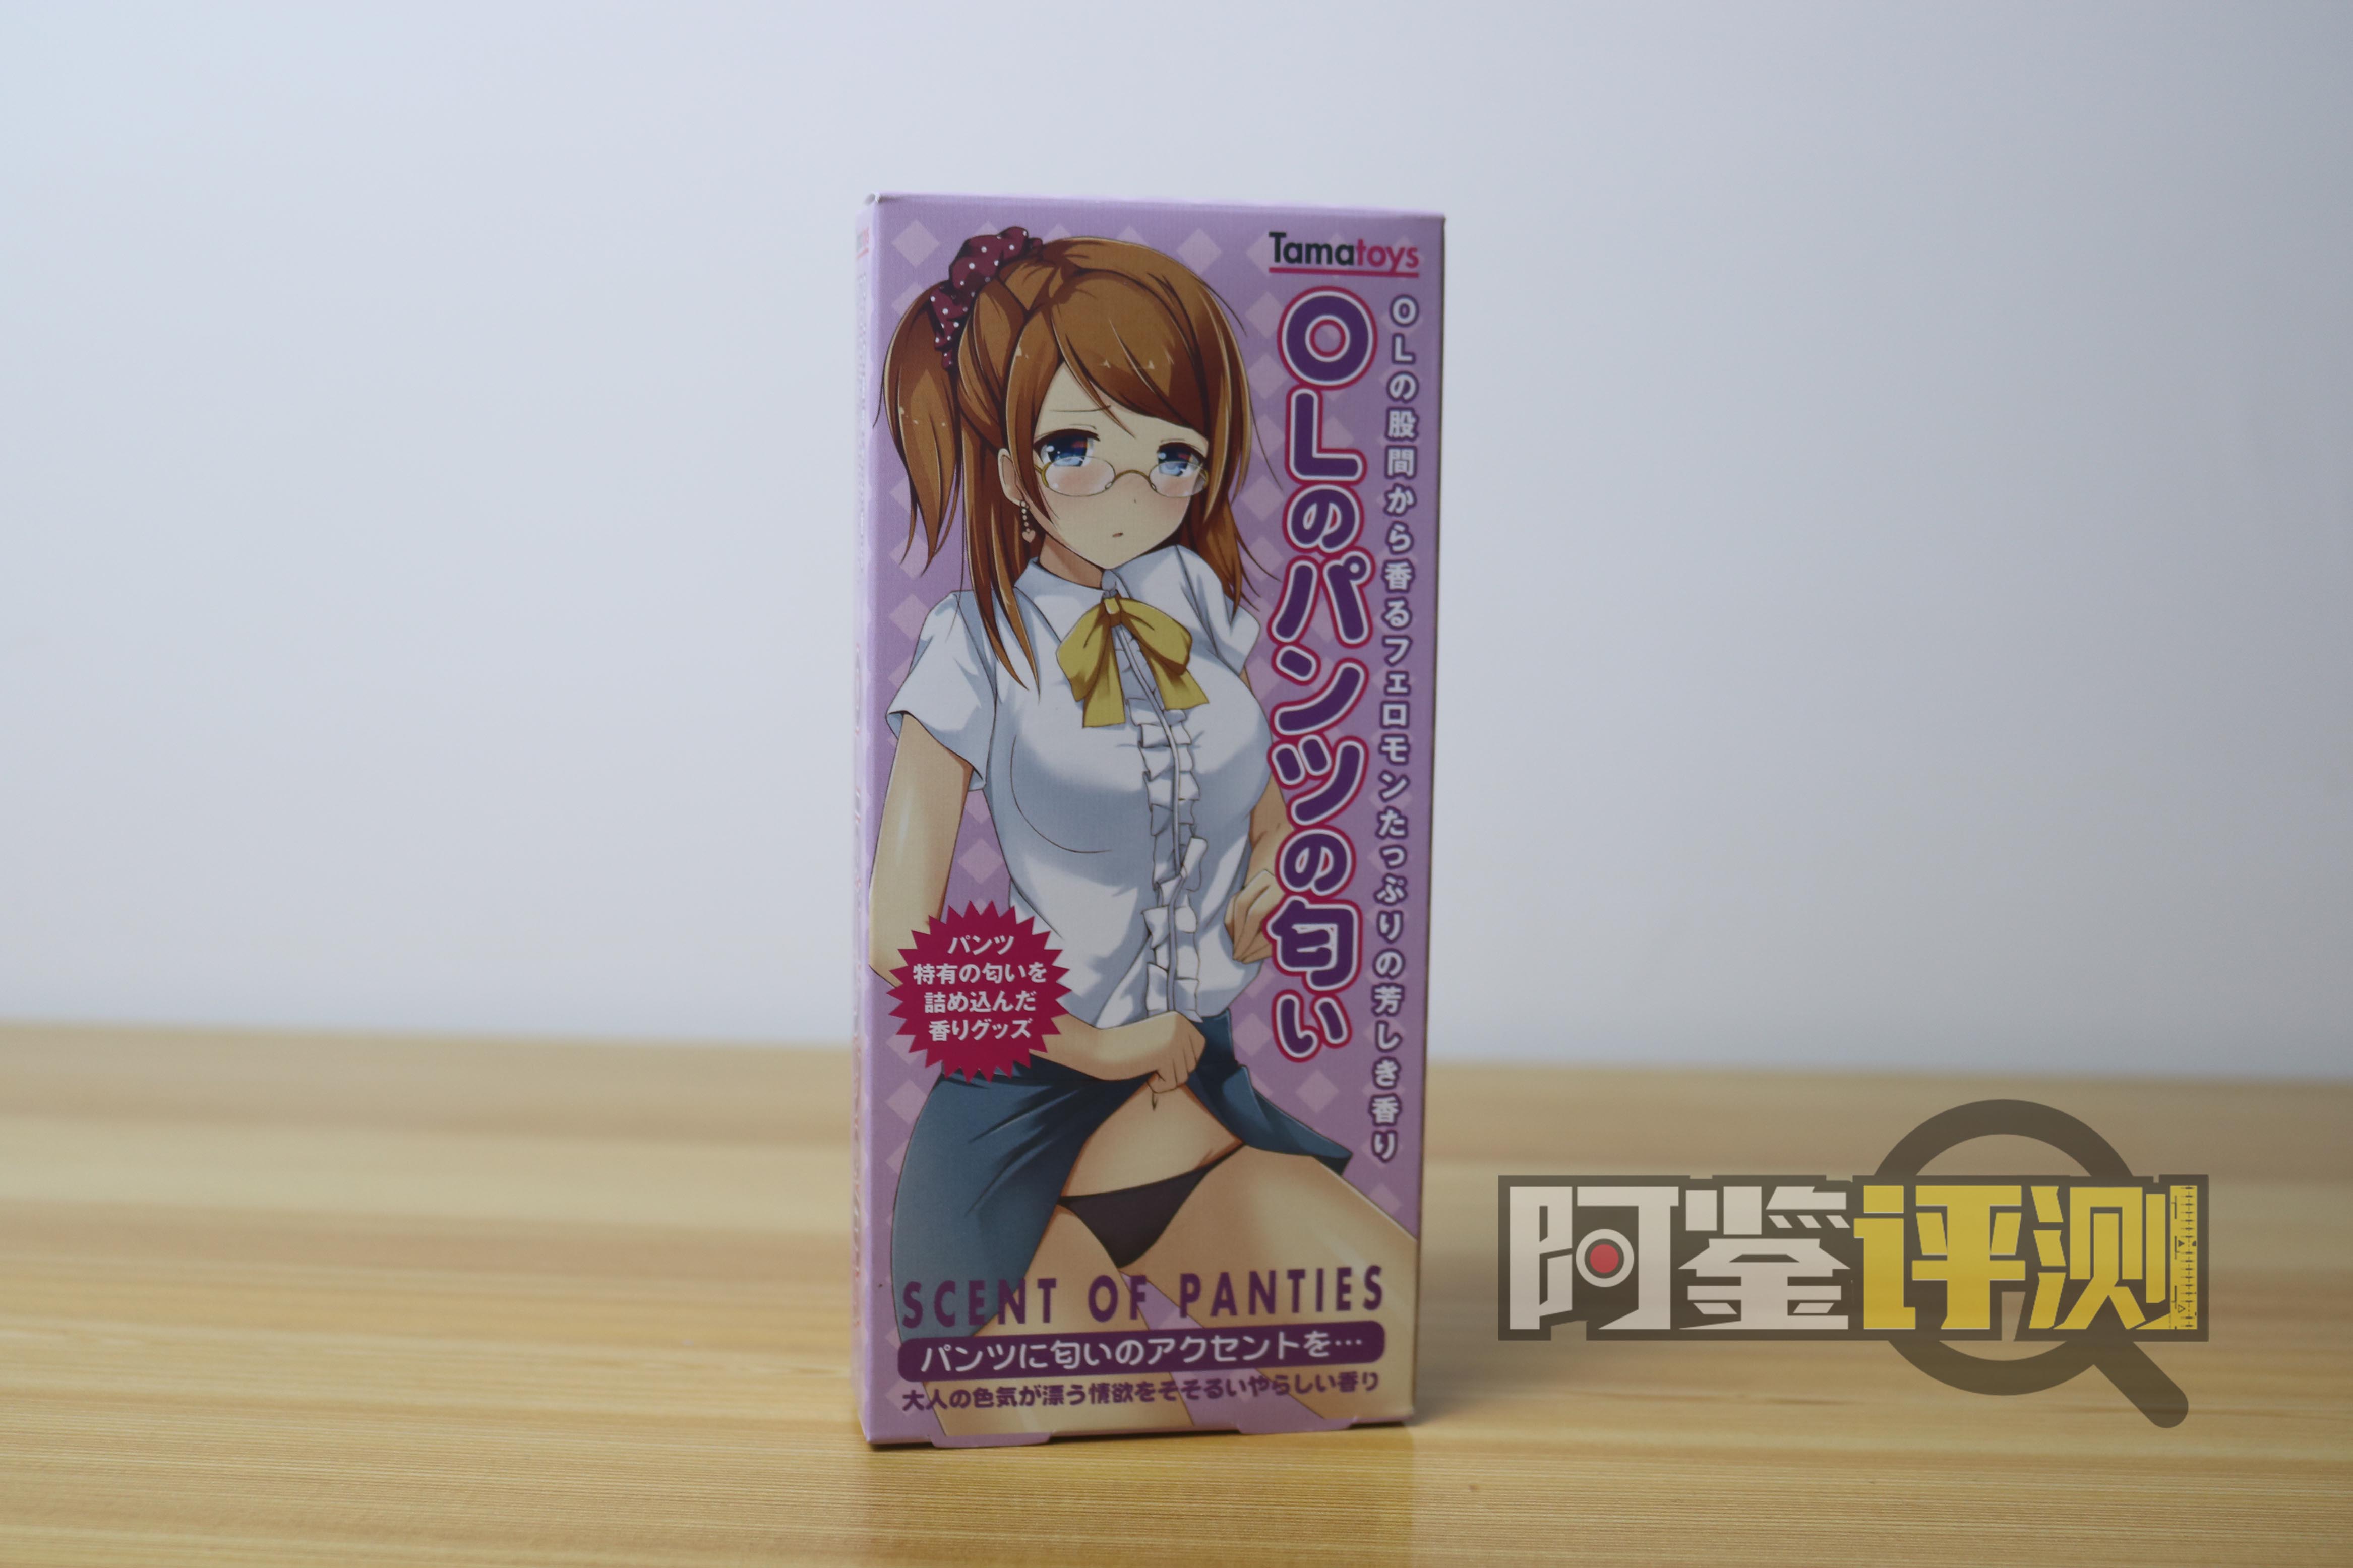 Tamatoys
OLの股間から香るフェロモンたっぷりの芳しき香り
OLのパンツの匂い
パンツ
特有の匂いを
詰め込んだ
香りグッズ
SCENT OF PANTIES
パンツに匂いのアクセントを…
大人の色気が漂う情欲をそそるいやらしい香り
阿鉴评测